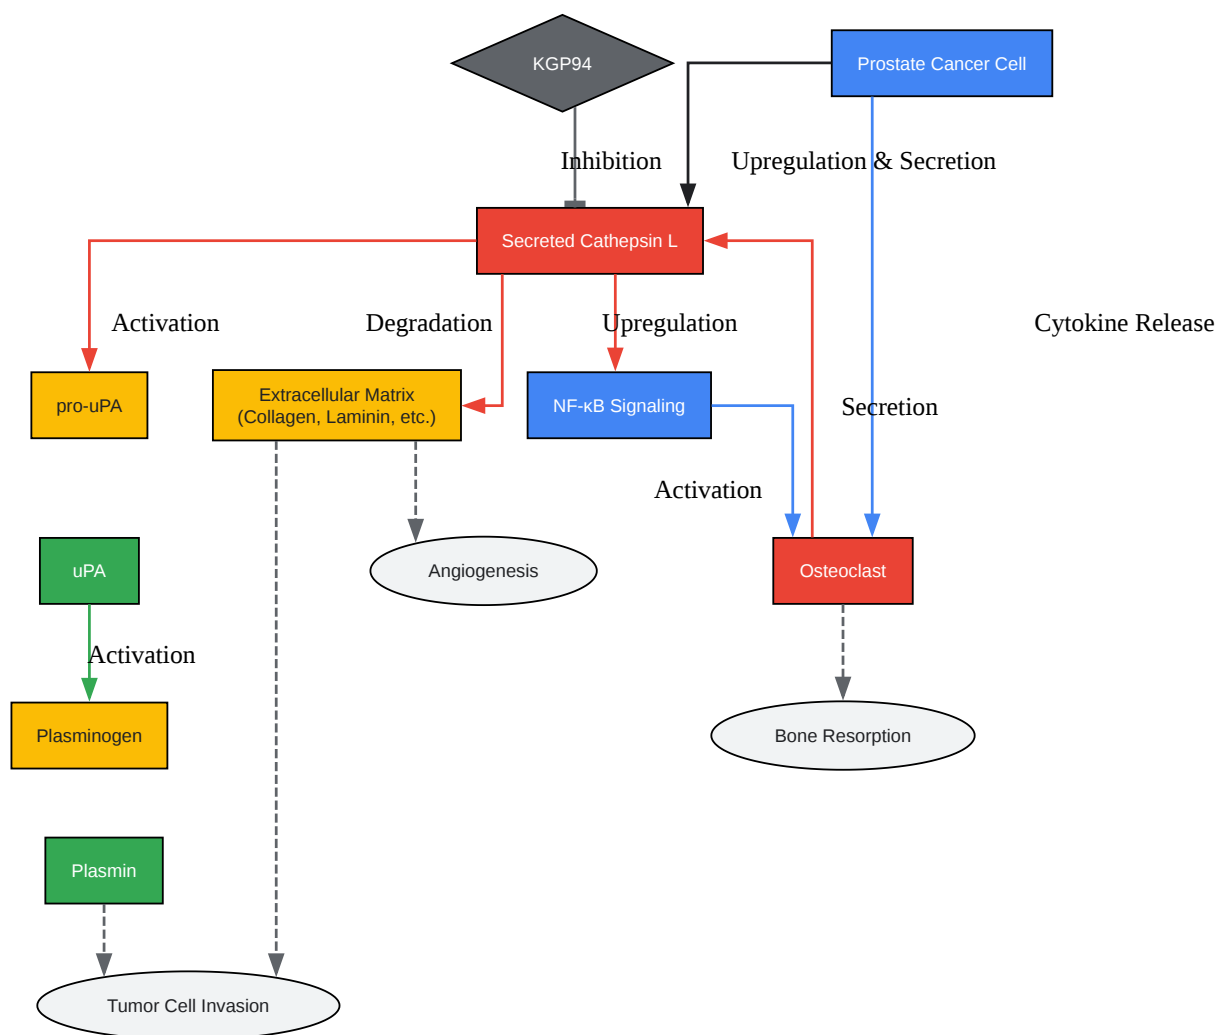 KGP94
Prostate Cancer Cell
Inhibition
Upregulation & Secretion
Secreted Cathepsin L
Activation
Degradation
Upregulation
Cytokine Release
pro-uPA
Extracellular Matrix
(Collagen, Laminin, etc.)
NF-κB Signaling
Secretion
Activation
uPA
Angiogenesis
Osteoclast
Activation
Plasminogen
Bone Resorption
Plasmin
Tumor Cell Invasion